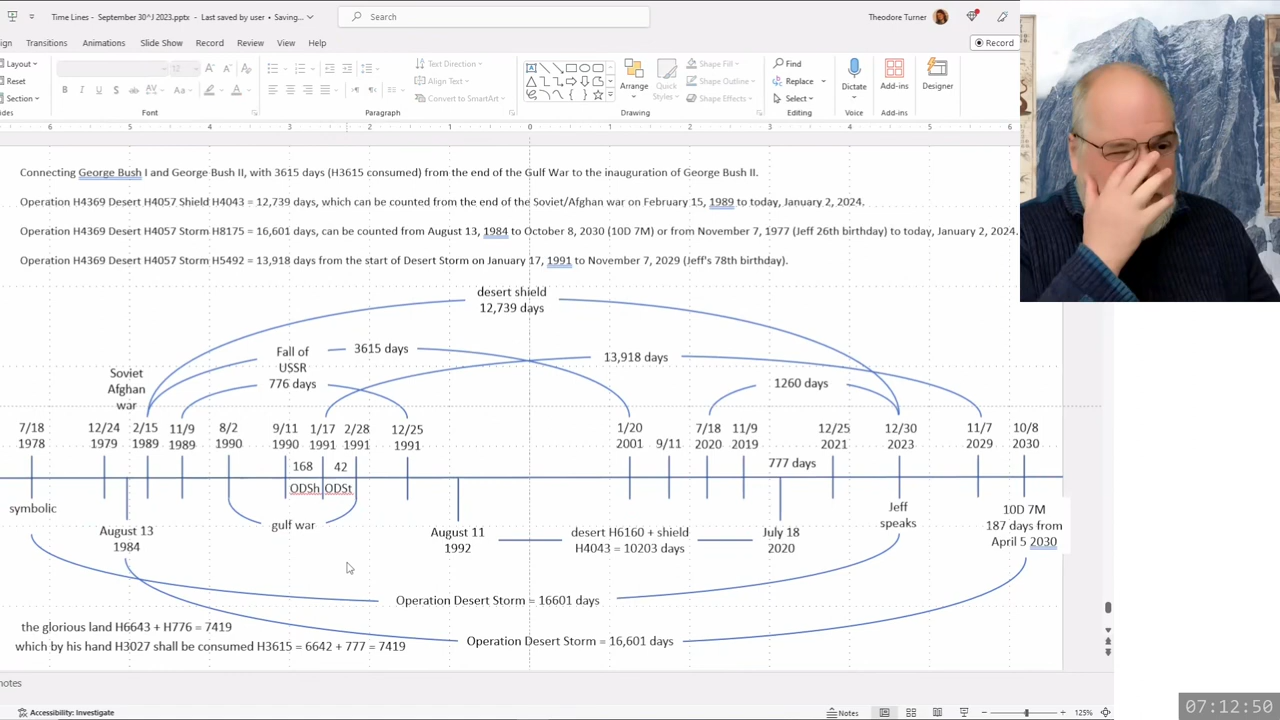 Time Lines - September 30^J 2023.pptx - Last saved by user • Saving...
Search
Theodore Turner
ign Transitions Animations Slide Show Record Review View Help
Record
Layout
Reset
Section
12
Font
Text Direction
Align Text
Convert to SmartArt
Paragraph
Arrange
Quick Styles
Shape Fill
Shape Outline
Shape Effects
Drawing
Find
Replace
Select
Editing
Dictate
Voice
Add-ins
Add-ins
Designer
6 5 4 3 2 1 0 1 2 3 4 5 6
Connecting George Bush I and George Bush II, with 3615 days (H3615 consumed) from the end of the Gulf War to the inauguration of George Bush II.
Operation H4369 Desert H4057 Shield H4043 = 12,739 days, which can be counted from the end of the Soviet/Afghan war on February 15, 1989 to today, January 2, 2024.
Operation H4369 Desert H4057 Storm H8175 = 16,601 days, can be counted from August 13, 1984 to October 8, 2030 (10D 7M) or from November 7, 1977 (Jeff 26th birthday) to today, January 2, 2024.
Operation H4369 Desert H4057 Storm H5492 = 13,918 days from the start of Desert Storm on January 17, 1991 to November 7, 2029 (Jeff's 78th birthday).
desert shield
12,739 days
Fall of
USSR
776 days
3615 days
13,918 days
1260 days
Soviet
Afghan
war
7/18
1978
12/24
1979
2/15
1989
11/9
1989
8/2
1990
9/11
1990
1/17
1991
2/28
1991
12/25
1991
1/20
2001
9/11
7/18
2020
11/9
2019
12/25
2021
12/30
2023
11/7
2029
10/8
2030
168
42
777 days
ODSh
ODSt
symbolic
August 13
1984
gulf war
August 11
1992
desert H6160 + shield
H4043 = 10203 days
July 18
2020
Jeff
speaks
10D 7M
187 days from
April 5 2030
Operation Desert Storm = 16601 days
Operation Desert Storm = 16,601 days
the glorious land H6643 + H776 = 7419
which by his hand H3027 shall be consumed H3615 = 6642 + 777 = 7419
notes
Accessibility: Investigate
Notes
125%
07:12:50